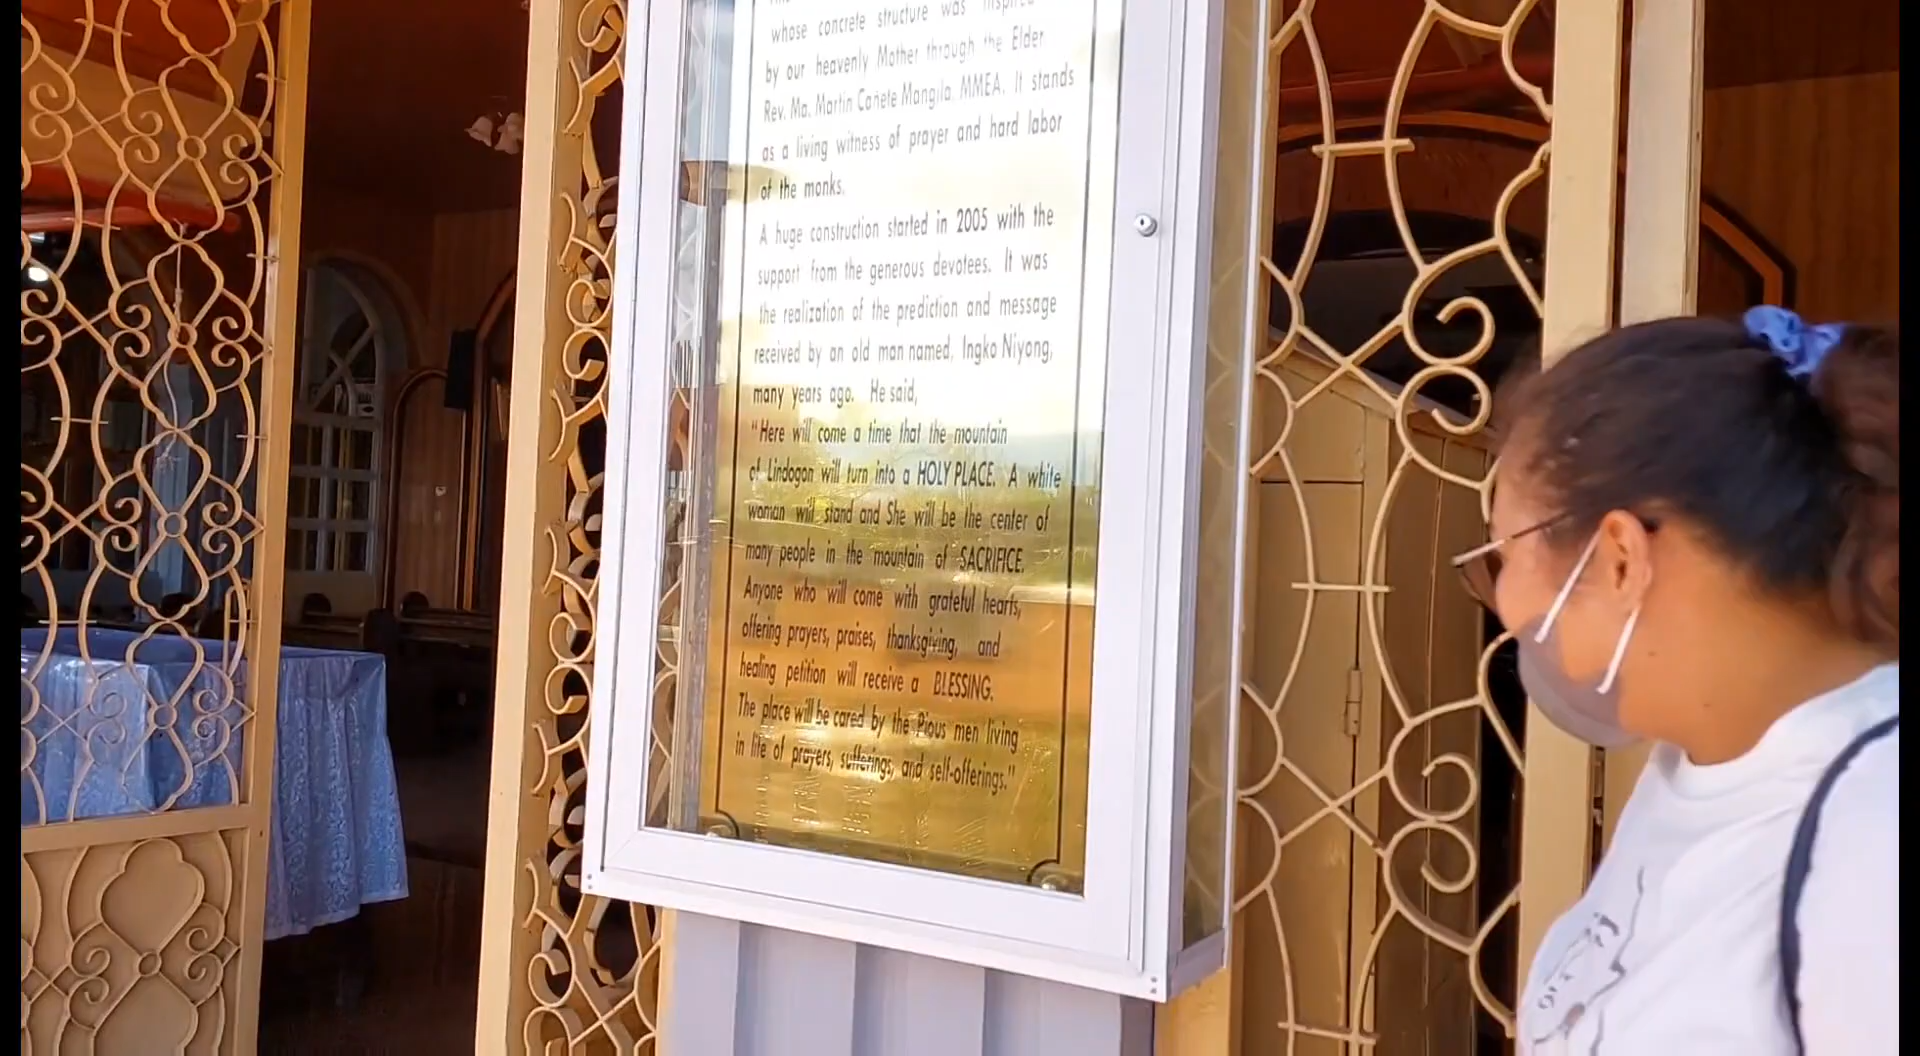 whose concrete structure was inspired
by our heavenly Mother through the Elder
Rev. Ma. Martin Cañete Mangila, MMEA. It stands
as a living witness of prayer and hard labor
of the monks.
A huge construction started in 2005 with the
support from the generous devotees. It was
the realization of the prediction and message
received by an old man named, Ingko Niyong,
many years ago. He said,
"Here will come a time that the mountain
of Lindogon will turn into a HOLY PLACE. A white
woman will stand and She will be the center of
many people in the mountain of SACRIFICE.
Anyone who will come with grateful hearts,
offering prayers, praises, thanksgiving, and
healing petition will receive a BLESSING.
The place will be cared by the Pious men living
in life of prayers, sufferings, and self-offerings."